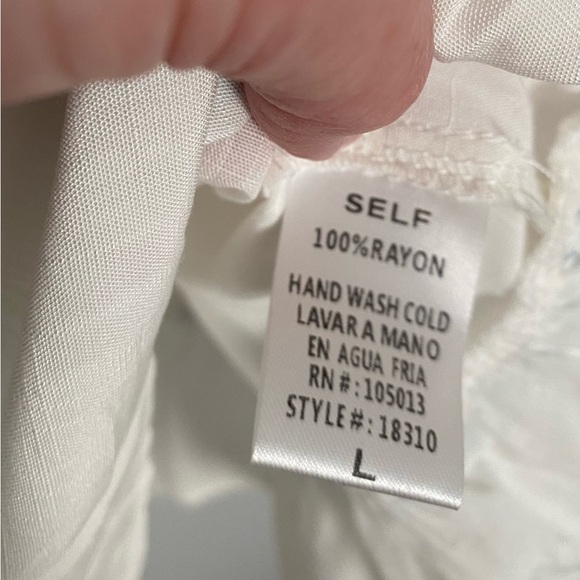 SELF
100%RAYON
HAND WASH COLD
LAVAR A MANO
EN AGUA FRIA
RN#:105013
STYLE#:18310
L